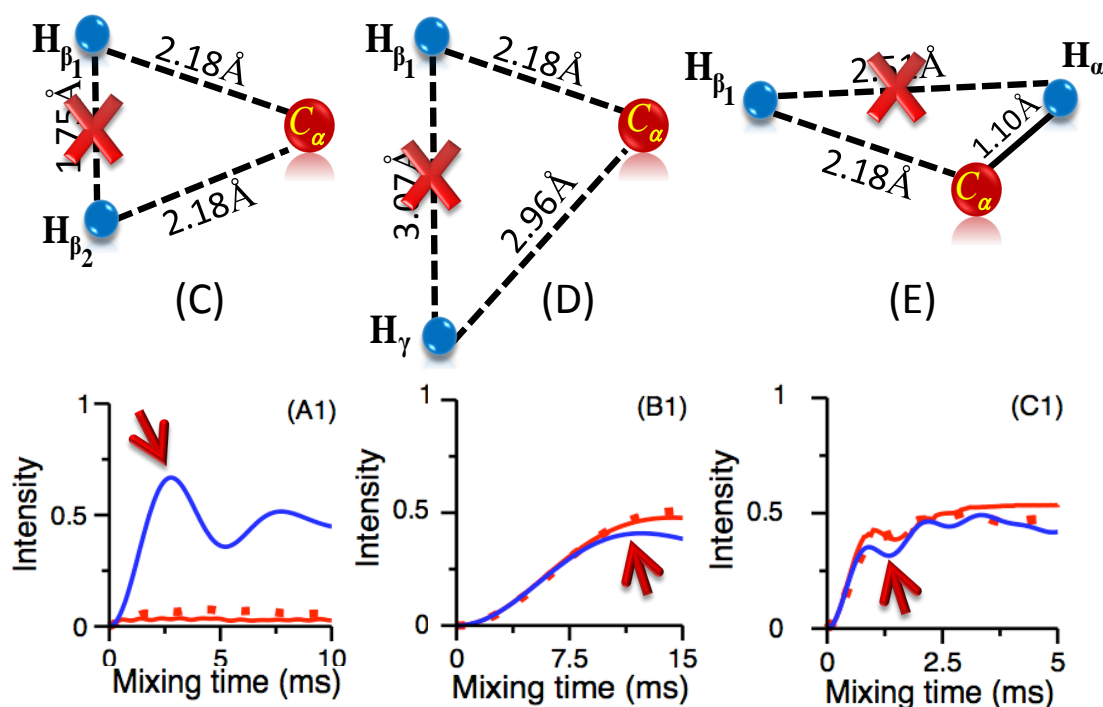 Hβ1
2.18Å
1.75Å
Cα
2.18Å
Hβ2
(C)
Hβ1
2.18Å
3.07Å
Cα
2.96Å
Hγ
(D)
Hα
Hβ1
2.51Å
1.10Å
2.18Å
Cα
(E)
(A1)
Intensity
1
0.5
0
0
5
10
Mixing time (ms)
(B1)
Intensity
1
0.5
0
0
7.5
15
Mixing time (ms)
(C1)
Intensity
1
0.5
0
0
2.5
5
Mixing time (ms)